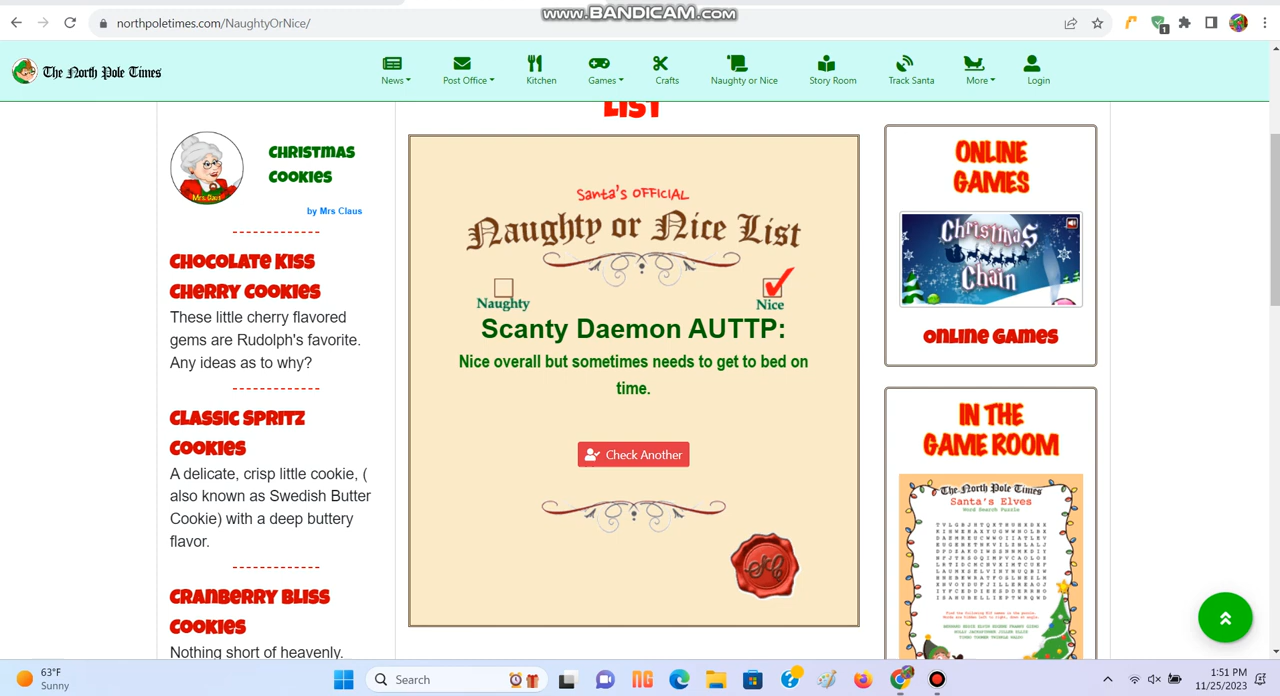 www.BANDICAM.com
northpoletimes.com/NaughtyOrNice/
1
The North Pole Times
News
Post Office
Kitchen
Games
Crafts
Naughty or Nice
Story Room
Track Santa
More
Login
LIST
Mrs. Claus
CHRISTMAS
COOKIES
by Mrs Claus
CHOCOLATE KISS
CHERRY COOKIES
These little cherry flavored
gems are Rudolph's favorite.
Any ideas as to why?
CLASSIC SPRITZ
COOKIES
A delicate, crisp little cookie, (
also known as Swedish Butter
Cookie) with a deep buttery
flavor.
CRANBERRY BLISS
COOKIES
Nothing short of heavenly.
Santa's OFFICIAL
Naughty or Nice List
Naughty
Nice
Scanty Daemon AUTTP:
Nice overall but sometimes needs to get to bed on
time.
Check Another
ONLINE
GAMES
Christmas
Chain
Online Games
IN THE
GAME ROOM
The North Pole Times
Santa's Elves
Word Search Puzzle
63°F
Sunny
Search
1:51 PM
11/25/2023